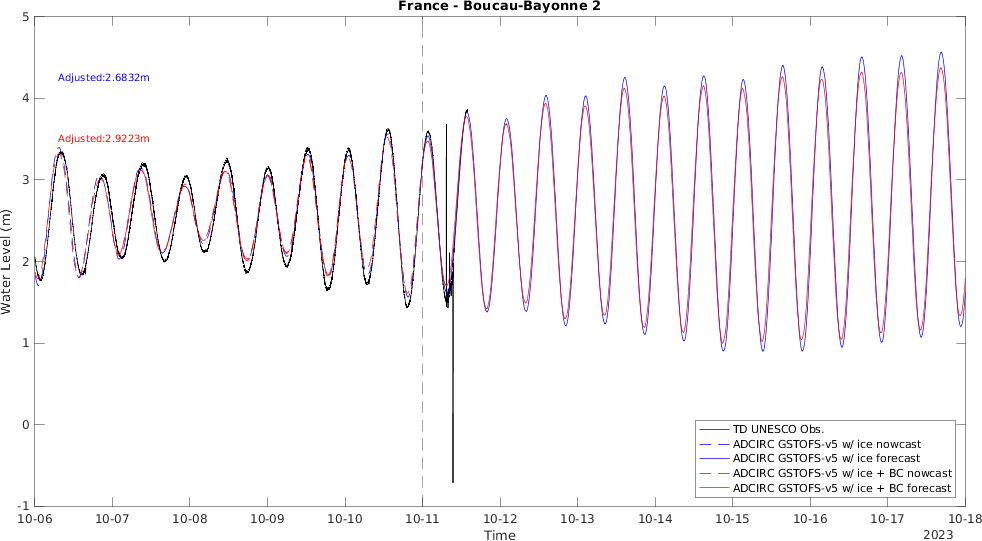 France - Boucau-Bayonne 2
5
4
3
2
1
0
-1
Water Level (m)
Adjusted:2.6832m
Adjusted:2.9223m
TD UNESCO Obs.
ADCIRC GSTOFS-v5 w/ ice nowcast
ADCIRC GSTOFS-v5 w/ ice forecast
ADCIRC GSTOFS-v5 w/ ice + BC nowcast
ADCIRC GSTOFS-v5 w/ ice + BC forecast
10-06 10-07 10-08 10-09 10-10 10-11 10-12 10-13 10-14 10-15 10-16 10-17 10-18
Time
2023